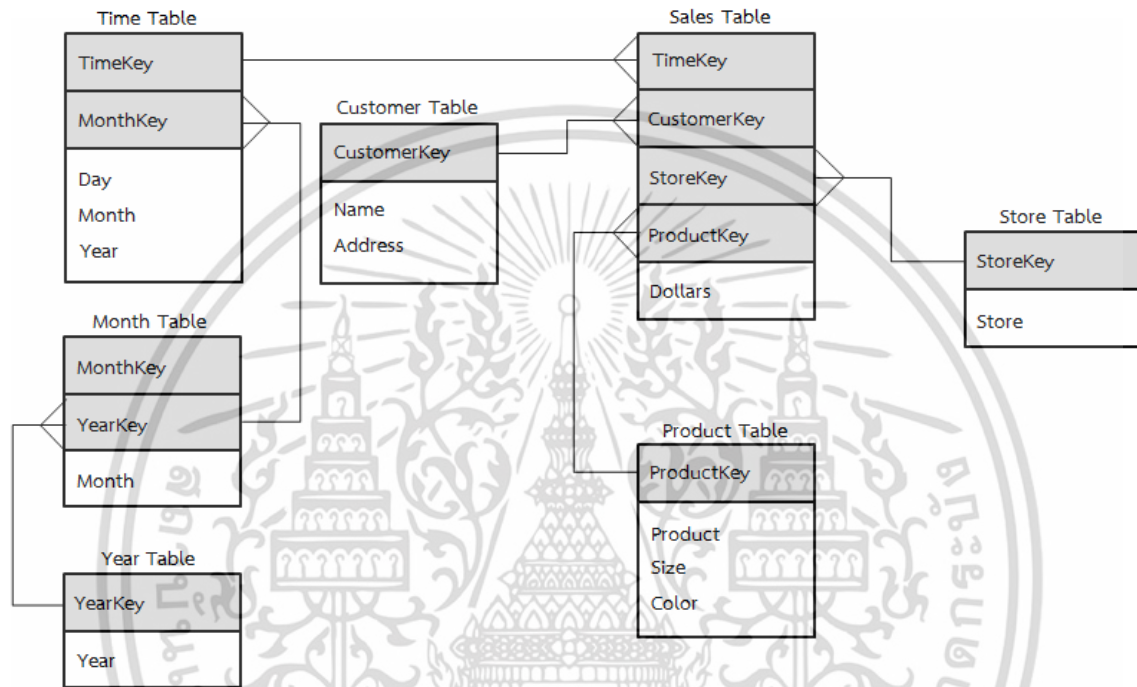 Time Table
TimeKey
MonthKey
Day
Month
Year
Customer Table
CustomerKey
Name
Address
Sales Table
TimeKey
CustomerKey
StoreKey
ProductKey
Dollars
Store Table
StoreKey
Store
Month Table
MonthKey
YearKey
Month
Product Table
ProductKey
Product
Size
Color
Year Table
YearKey
Year